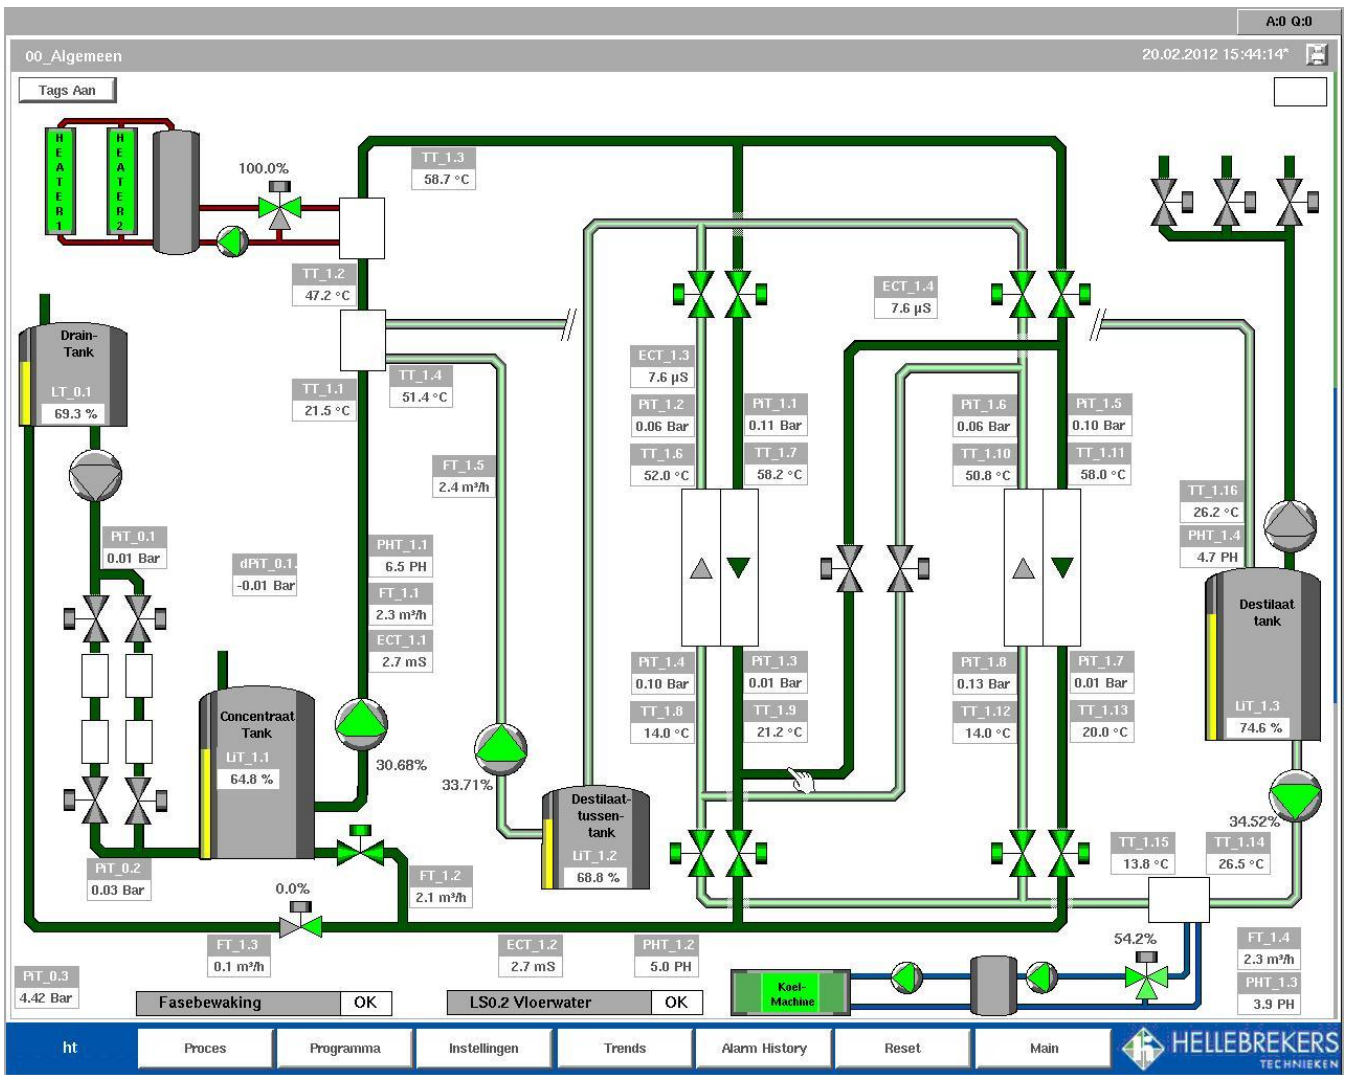 A:0 Q:0
00_Algemeen
20.02.2012 15:44:14*
Tags Aan
HEATER1
HEATER2
100.0%
TT_1.3
58.7 °C
TT_1.2
47.2 °C
ECT_1.4
7.6 µS
Drain-
Tank
LT_0.1
69.3 %
TT_1.1
21.5 °C
TT_1.4
51.4 °C
ECT_1.3
7.6 µS
PiT_1.2
0.06 Bar
PiT_1.1
0.11 Bar
PiT_1.6
0.06 Bar
PiT_1.5
0.10 Bar
TT_1.6
52.0 °C
TT_1.7
58.2 °C
TT_1.10
50.8 °C
TT_1.11
58.0 °C
FT_1.5
2.4 m³/h
TT_1.16
26.2 °C
PHT_1.4
4.7 PH
PiT_0.1
0.01 Bar
dPiT_0.1.
-0.01 Bar
PHT_1.1
6.5 PH
FT_1.1
2.3 m³/h
ECT_1.1
2.7 mS
Destilaat
tank
LiT_1.3
74.6 %
PiT_1.4
0.10 Bar
PiT_1.3
0.01 Bar
PiT_1.8
0.13 Bar
PiT_1.7
0.01 Bar
TT_1.8
14.0 °C
TT_1.9
21.2 °C
TT_1.12
14.0 °C
TT_1.13
20.0 °C
Concentraat
Tank
LiT_1.1
64.8 %
30.68%
33.71%
Destilaat-
tussen-
tank
LiT_1.2
68.8 %
34.52%
TT_1.15
13.8 °C
TT_1.14
26.5 °C
PiT_0.2
0.03 Bar
FT_1.2
2.1 m³/h
0.0%
FT_1.3
0.1 m³/h
ECT_1.2
2.7 mS
PHT_1.2
5.0 PH
54.2%
FT_1.4
2.3 m³/h
PHT_1.3
3.9 PH
PiT_0.3
4.42 Bar
Koel-
Machine
Fasebewaking OK
LS0.2 Vloerwater OK
ht
Proces
Programma
Instellingen
Trends
Alarm History
Reset
Main
HELLEBREKERS
TECHNIEKEN